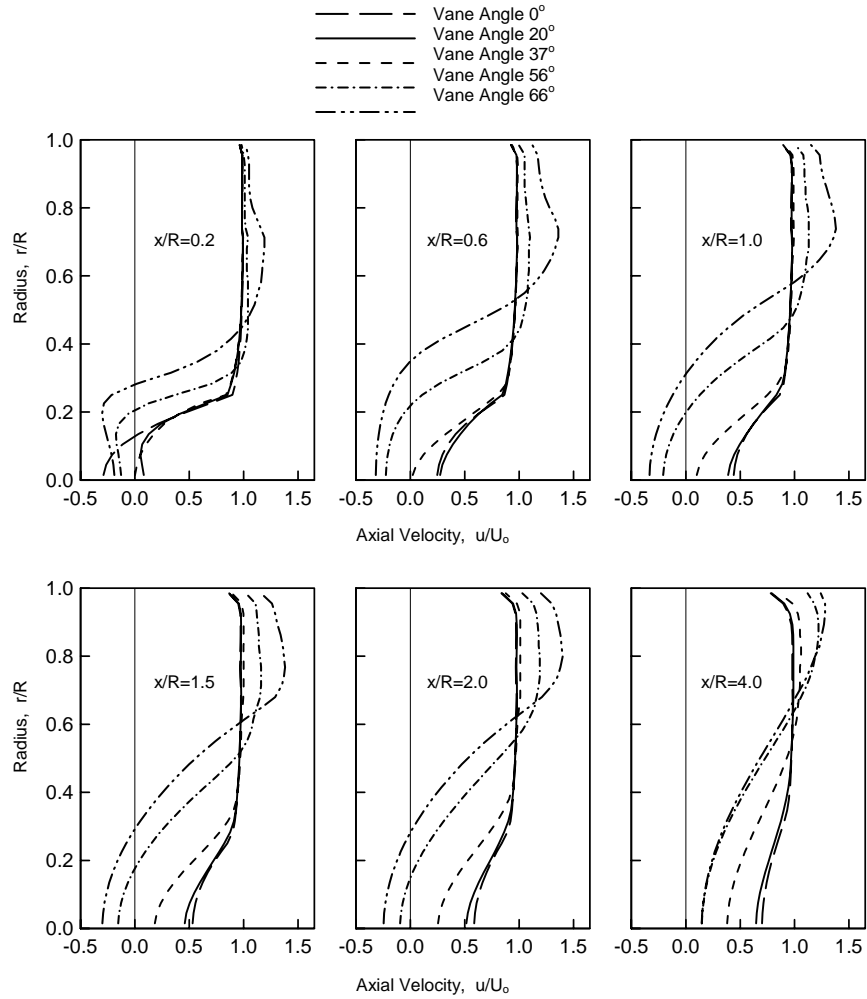 Vane Angle 0°
Vane Angle 20°
Vane Angle 37°
Vane Angle 56°
Vane Angle 66°
1.0
0.8
0.6
0.4
0.2
0.0
Radius, r/R
x/R=0.2
x/R=0.6
x/R=1.0
-0.5 0.0 0.5 1.0 1.5
-0.5 0.0 0.5 1.0 1.5
-0.5 0.0 0.5 1.0 1.5
Axial Velocity, u/Uₒ
1.0
0.8
0.6
0.4
0.2
0.0
Radius, r/R
x/R=1.5
x/R=2.0
x/R=4.0
-0.5 0.0 0.5 1.0 1.5
-0.5 0.0 0.5 1.0 1.5
-0.5 0.0 0.5 1.0 1.5
Axial Velocity, u/Uₒ